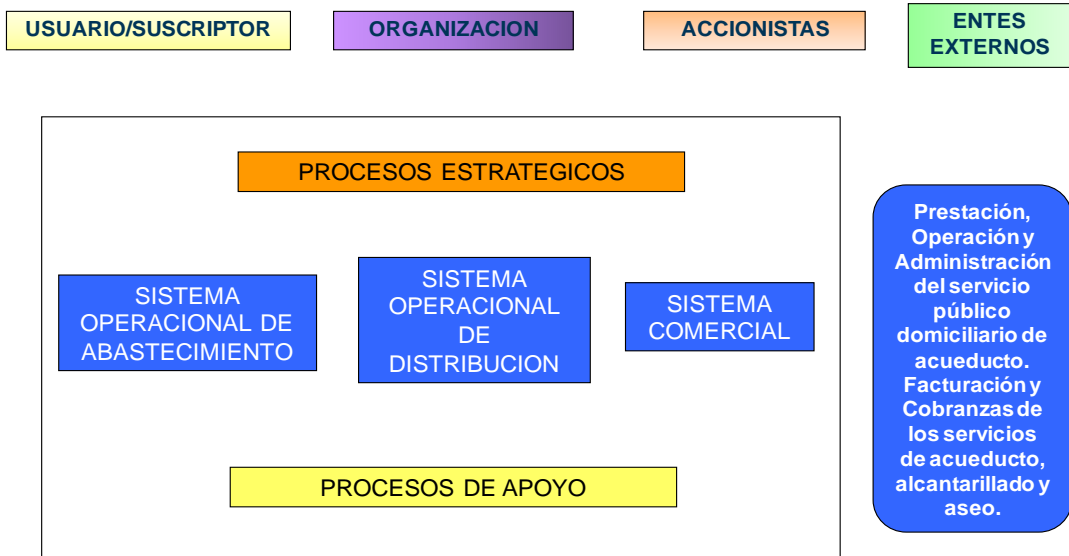 USUARIO/SUSCRIPTOR
ORGANIZACION
ACCIONISTAS
ENTES
EXTERNOS
PROCESOS ESTRATEGICOS
SISTEMA
OPERACIONAL DE
ABASTECIMIENTO
SISTEMA
OPERACIONAL
DE
DISTRIBUCION
SISTEMA
COMERCIAL
PROCESOS DE APOYO
Prestación,
Operación y
Administración
del servicio
público
domiciliario de
acueducto.
Facturación y
Cobranzas de
los servicios
de acueducto,
alcantarillado y
aseo.